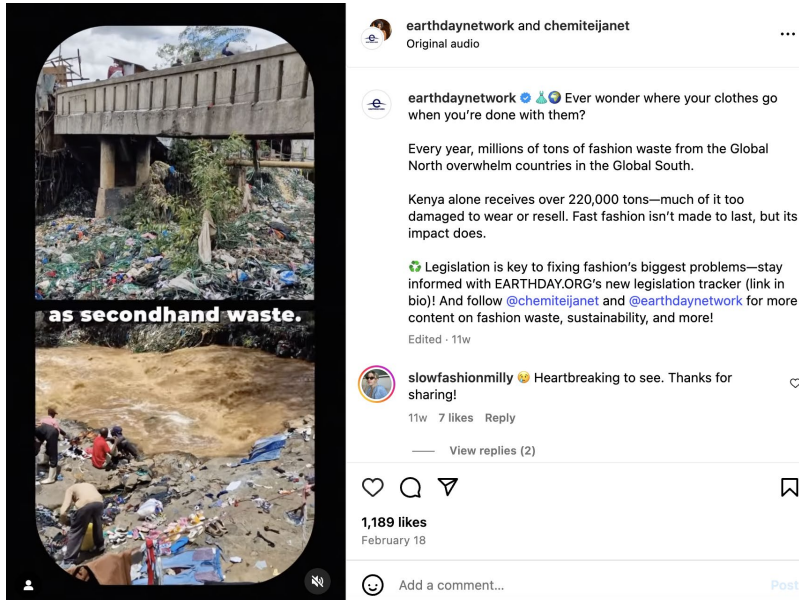 as secondhand waste.
earthdaynetwork and chemiteijanet
Original audio
earthdaynetwork 👗🌍 Ever wonder where your clothes go
when you’re done with them?
Every year, millions of tons of fashion waste from the Global
North overwhelm countries in the Global South.
Kenya alone receives over 220,000 tons—much of it too
damaged to wear or resell. Fast fashion isn’t made to last, but its
impact does.
♻️ Legislation is key to fixing fashion’s biggest problems—stay
informed with EARTHDAY.ORG’s new legislation tracker (link in
bio)! And follow @chemiteijanet and @earthdaynetwork for more
content on fashion waste, sustainability, and more!
Edited · 11w
slowfashionmilly 😢 Heartbreaking to see. Thanks for
sharing!
11w 7 likes Reply
View replies (2)
1,189 likes
February 18
Add a comment...
Post